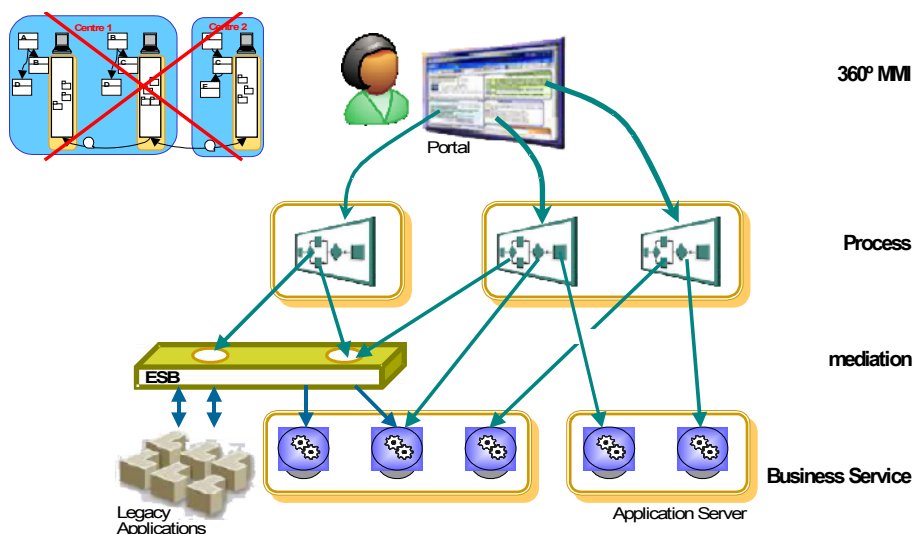 Centre 1
Centre 2
A
B
D
B
C
D
C
E
360º MMI
Portal
Process
ESB
mediation
Business Service
Legacy
Applications
Application Server